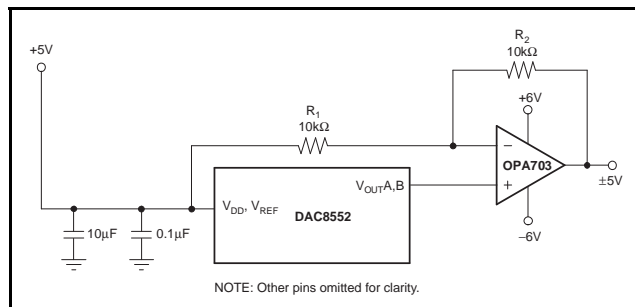 +5V
R2
10kΩ
R1
10kΩ
+6V
−
OPA703
+
±5V
−6V
VDD, VREF
VOUTA,B
DAC8552
10μF
0.1μF
NOTE: Other pins omitted for clarity.